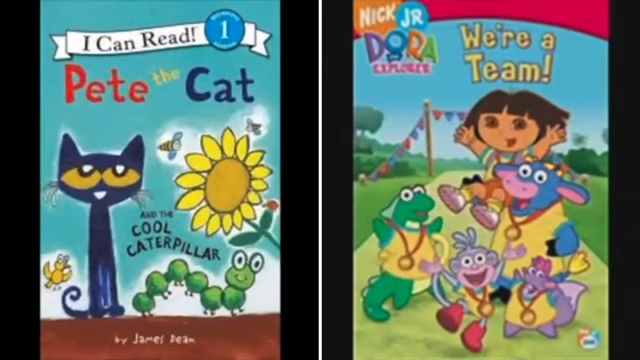 I Can Read!
1
Pete the Cat
AND THE
COOL
CATERPILLAR
by James Dean
NICK JR
DORA
the
EXPLORER
We're a
Team!